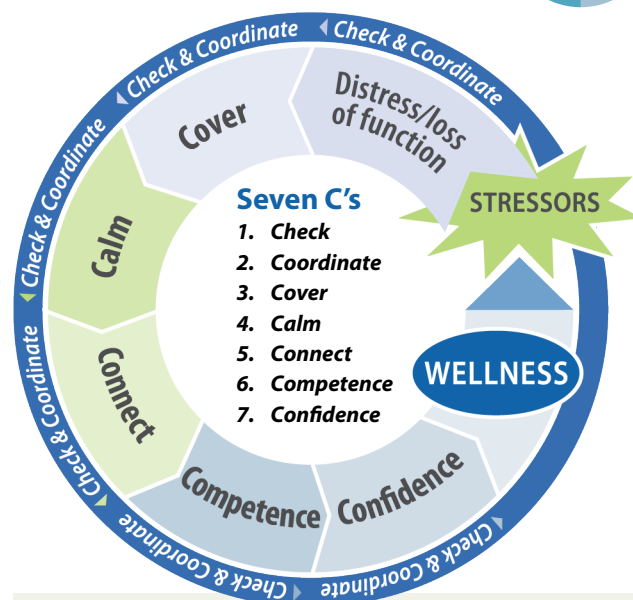 Check & Coordinate
Check & Coordinate
Check & Coordinate
Check & Coordinate
Check & Coordinate
Check & Coordinate
Check & Coordinate
Distress/loss
of function
Cover
Calm
Connect
Competence
Confidence
WELLNESS
STRESSORS
Seven C's
1. Check
2. Coordinate
3. Cover
4. Calm
5. Connect
6. Competence
7. Confidence